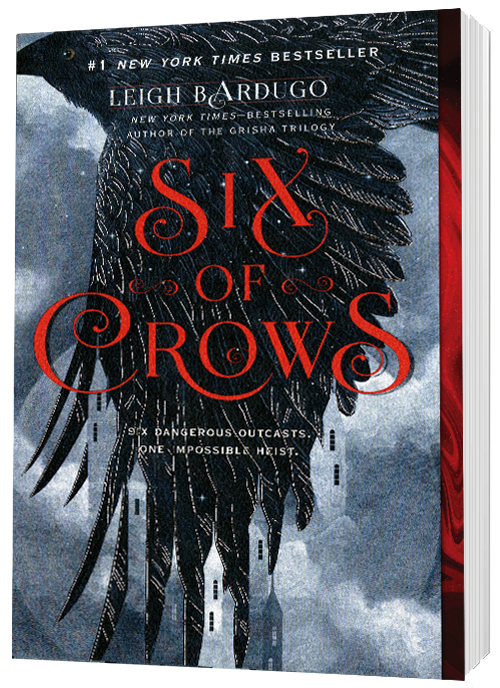 #1 NEW YORK TIMES BESTSELLER
LEIGH BARDUGO
NEW YORK TIMES–BESTSELLING
AUTHOR OF THE GRISHA TRILOGY
SIX
OF
CROWS
SIX DANGEROUS OUTCASTS.
ONE IMPOSSIBLE HEIST.